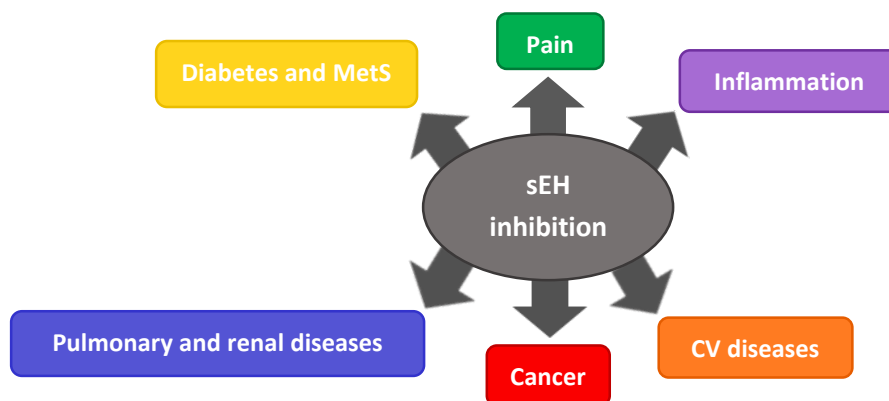 Pain
Diabetes and MetS
Inflammation
sEH
inhibition
Pulmonary and renal diseases
CV diseases
Cancer